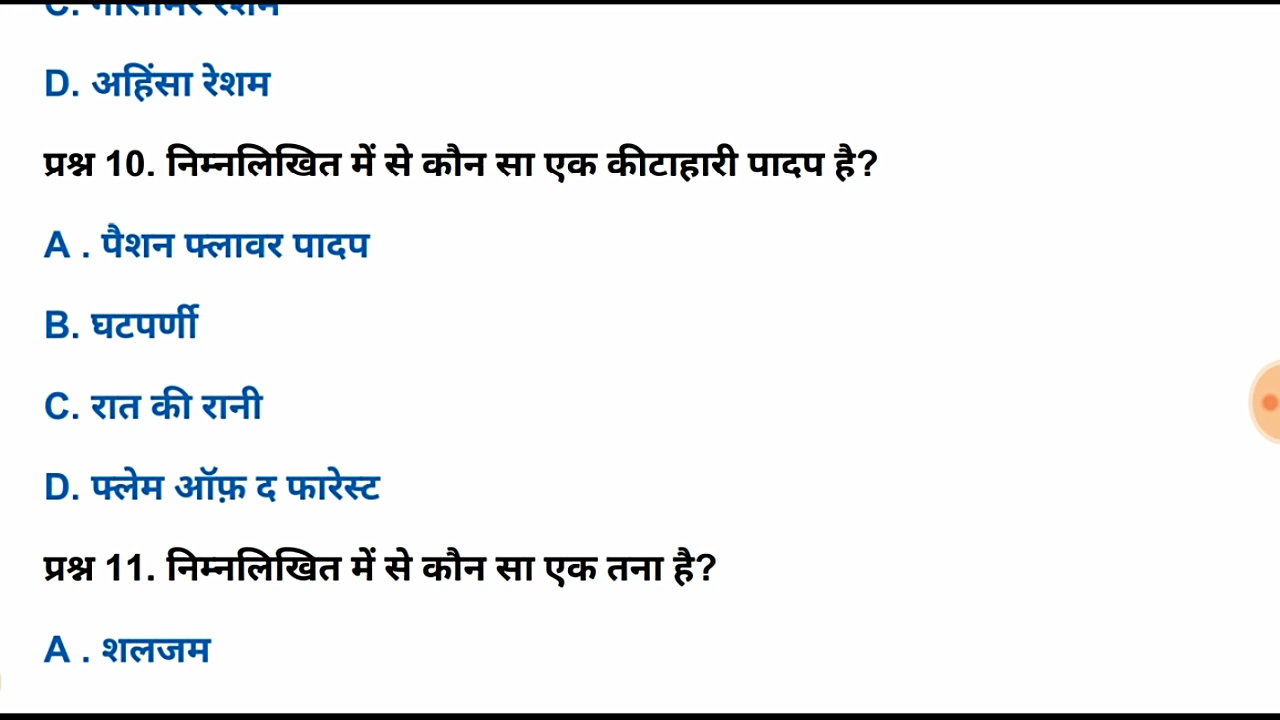 D. अहिंसा रेशम
प्रश्न 10. निम्नलिखित में से कौन सा एक कीटाहारी पादप है?
A . पैशन फ्लावर पादप
B. घटपर्णी
C. रात की रानी
D. फ्लेम ऑफ़ द फारेस्ट
प्रश्न 11. निम्नलिखित में से कौन सा एक तना है?
A . शलजम